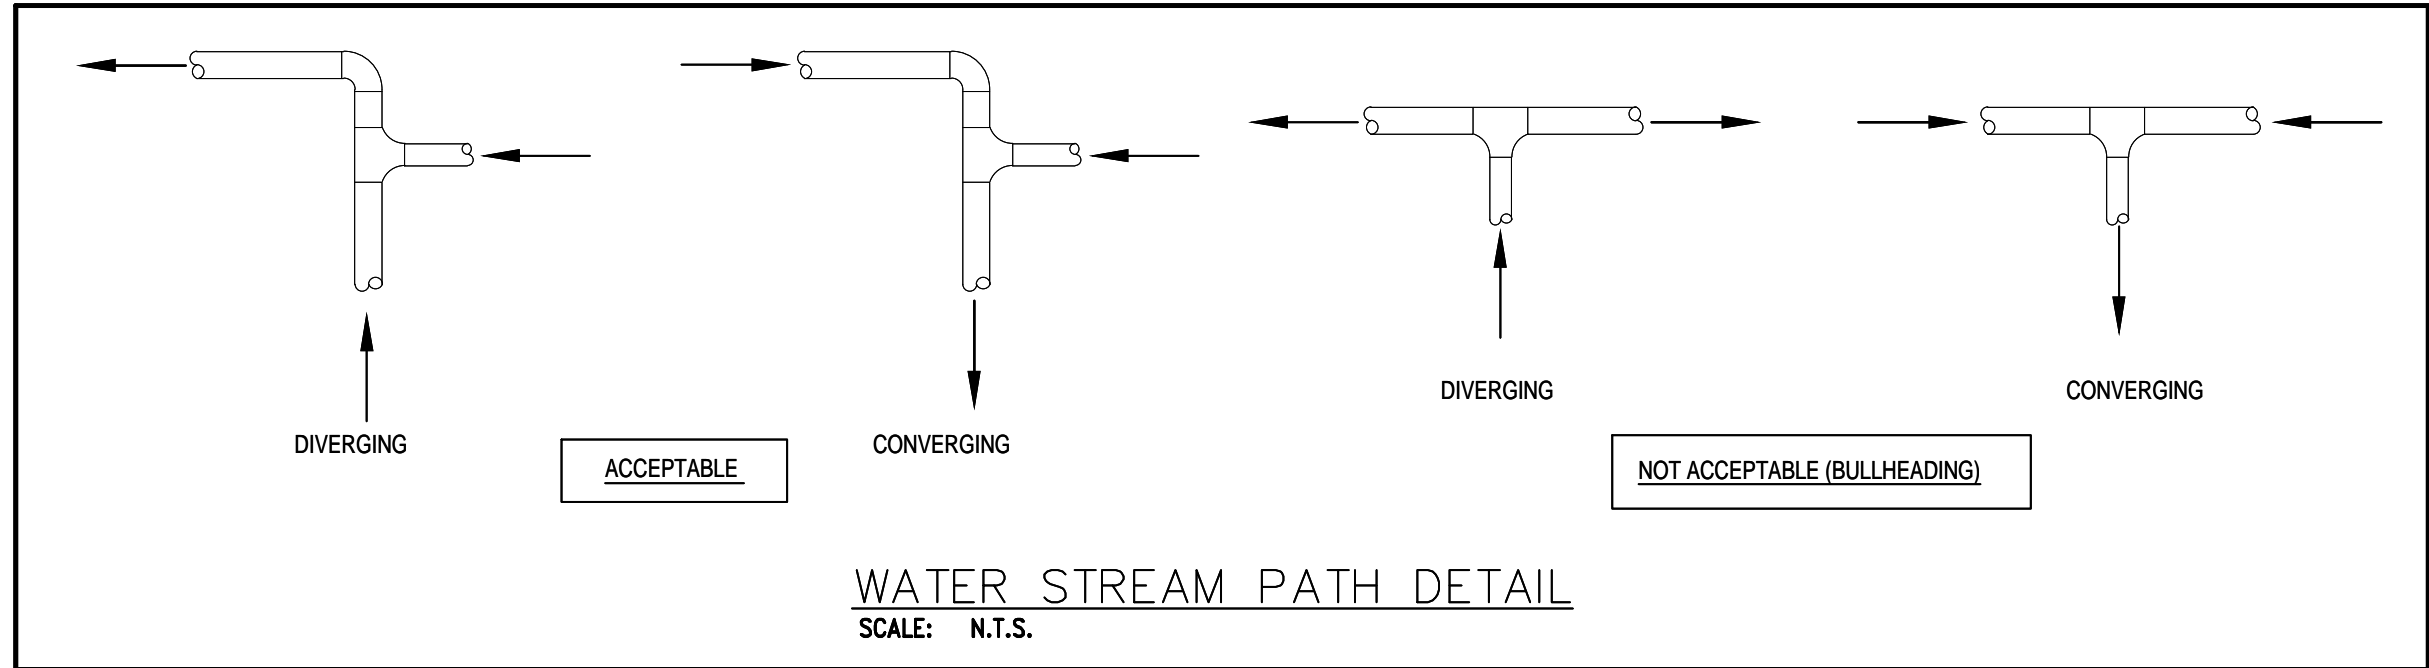 DIVERGING
CONVERGING
ACCEPTABLE
DIVERGING
CONVERGING
NOT ACCEPTABLE (BULLHEADING)
WATER STREAM PATH DETAIL
SCALE: N.T.S.